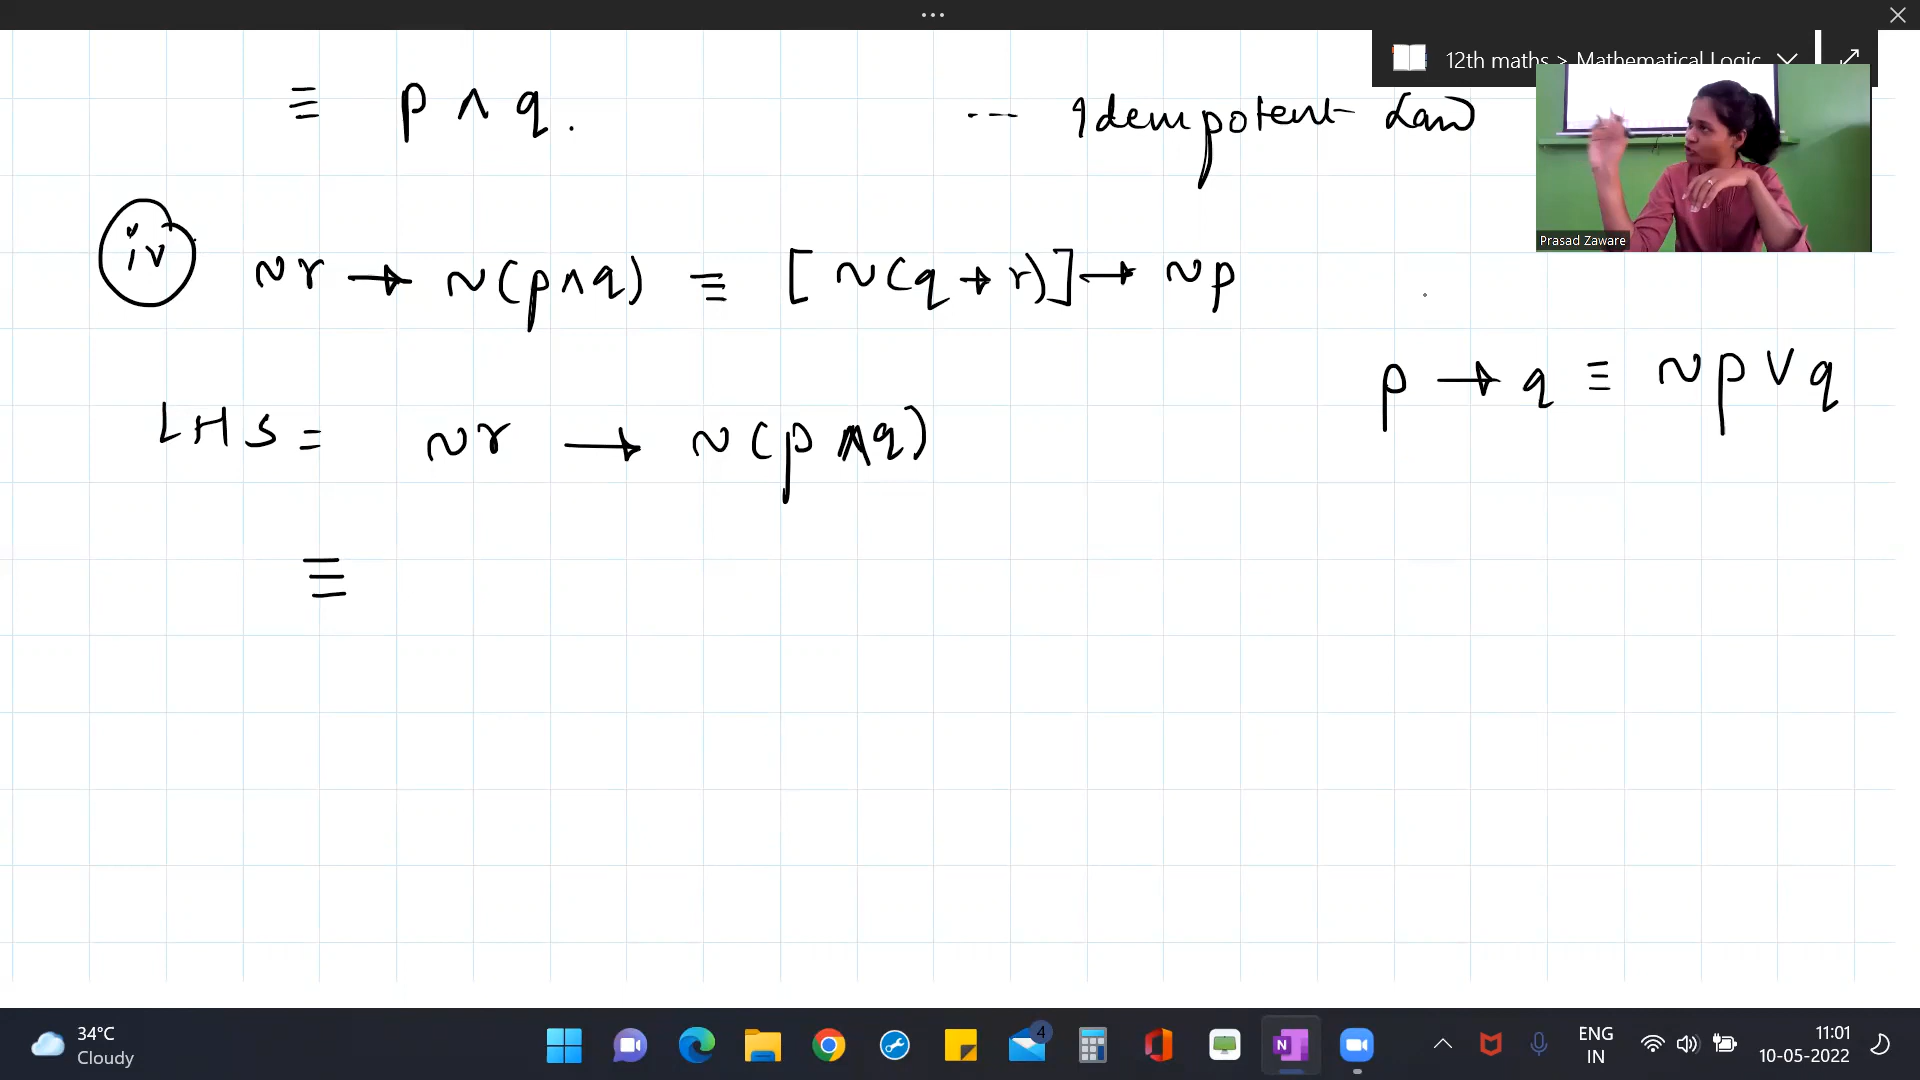 12th maths > Mathematical Logic
≡ p ∧ q. --- Idempotent Law
Prasad Zaware
iv ~r → ~(p∧q) ≡ [~(q→r)] → ~p
p → q ≡ ~p ∨ q
LHS = ~r → ~(p∧q)
≡
34°C
Cloudy
4
ENG
IN
11:01
10-05-2022